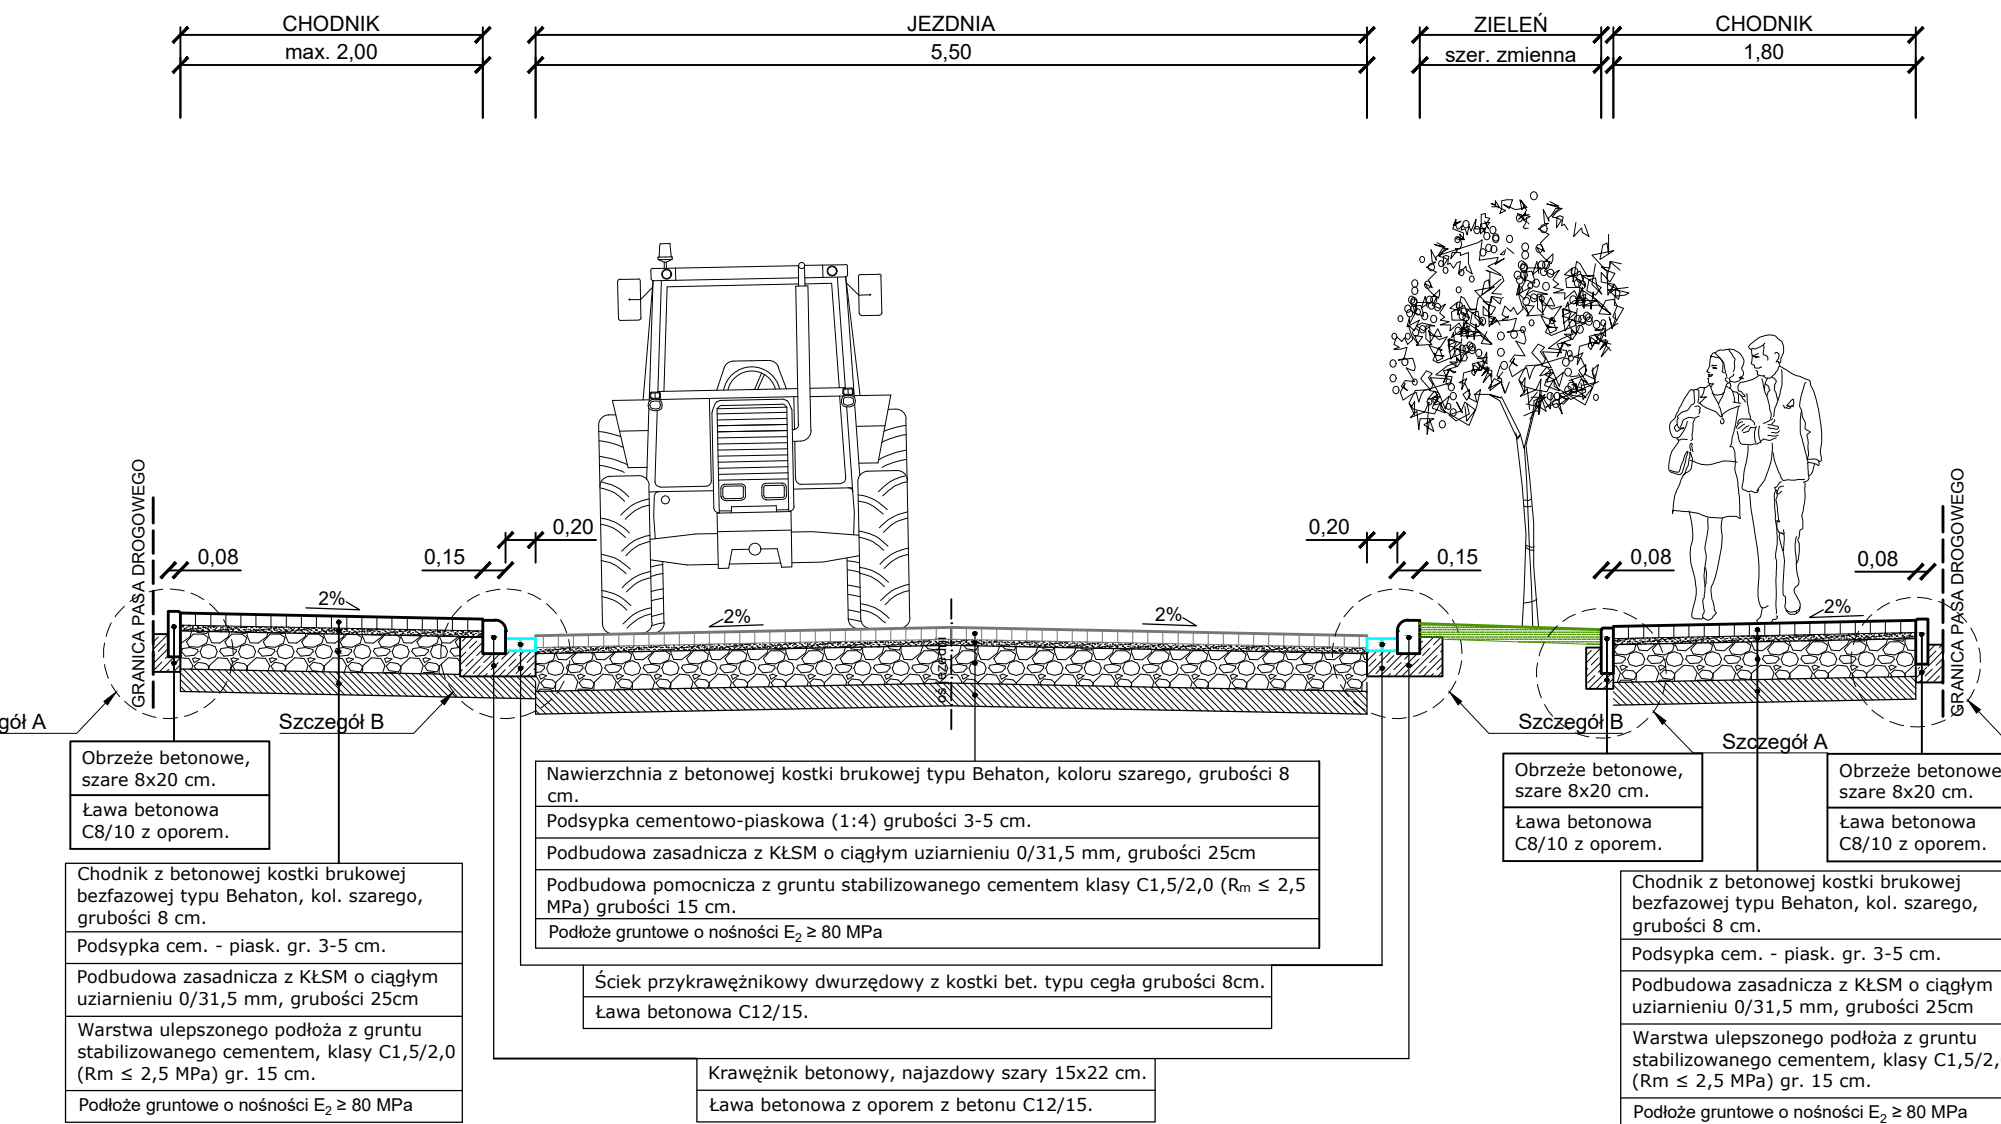 CHODNIK
max. 2,00
JEZDNIA
5,50
ZIELEŃ
szer. zmienna
CHODNIK
1,80
GRANICA PASA DROGOWEGO
0,08
0,15
0,20
0,20
0,15
0,08
0,08
GRANICA PASA DROGOWEGO
2%
2%
2%
2%
oś jezdni
gół A
Szczegół B
Szczegół B
Szczegół A
Obrzeże betonowe,
szare 8x20 cm.
Ława betonowa
C8/10 z oporem.
Chodnik z betonowej kostki brukowej
bezfazowej typu Behaton, kol. szarego,
grubości 8 cm.
Podsypka cem. - piask. gr. 3-5 cm.
Podbudowa zasadnicza z KŁSM o ciągłym
uziarnieniu 0/31,5 mm, grubości 25cm
Warstwa ulepszonego podłoża z gruntu
stabilizowanego cementem, klasy C1,5/2,0
(Rm ≤ 2,5 MPa) gr. 15 cm.
Podłoże gruntowe o nośności E₂ ≥ 80 MPa
Nawierzchnia z betonowej kostki brukowej typu Behaton, koloru szarego, grubości 8
cm.
Podsypka cementowo-piaskowa (1:4) grubości 3-5 cm.
Podbudowa zasadnicza z KŁSM o ciągłym uziarnieniu 0/31,5 mm, grubości 25cm
Podbudowa pomocnicza z gruntu stabilizowanego cementem klasy C1,5/2,0 (Rₘ ≤ 2,5
MPa) grubości 15 cm.
Podłoże gruntowe o nośności E₂ ≥ 80 MPa
Ściek przykrawężnikowy dwurzędowy z kostki bet. typu cegła grubości 8cm.
Ława betonowa C12/15.
Krawężnik betonowy, najazdowy szary 15x22 cm.
Ława betonowa z oporem z betonu C12/15.
Obrzeże betonowe,
szare 8x20 cm.
Ława betonowa
C8/10 z oporem.
Obrzeże betonowe
szare 8x20 cm.
Ława betonowa
C8/10 z oporem.
Chodnik z betonowej kostki brukowej
bezfazowej typu Behaton, kol. szarego,
grubości 8 cm.
Podsypka cem. - piask. gr. 3-5 cm.
Podbudowa zasadnicza z KŁSM o ciągłym
uziarnieniu 0/31,5 mm, grubości 25cm
Warstwa ulepszonego podłoża z gruntu
stabilizowanego cementem, klasy C1,5/2,
(Rm ≤ 2,5 MPa) gr. 15 cm.
Podłoże gruntowe o nośności E₂ ≥ 80 MPa